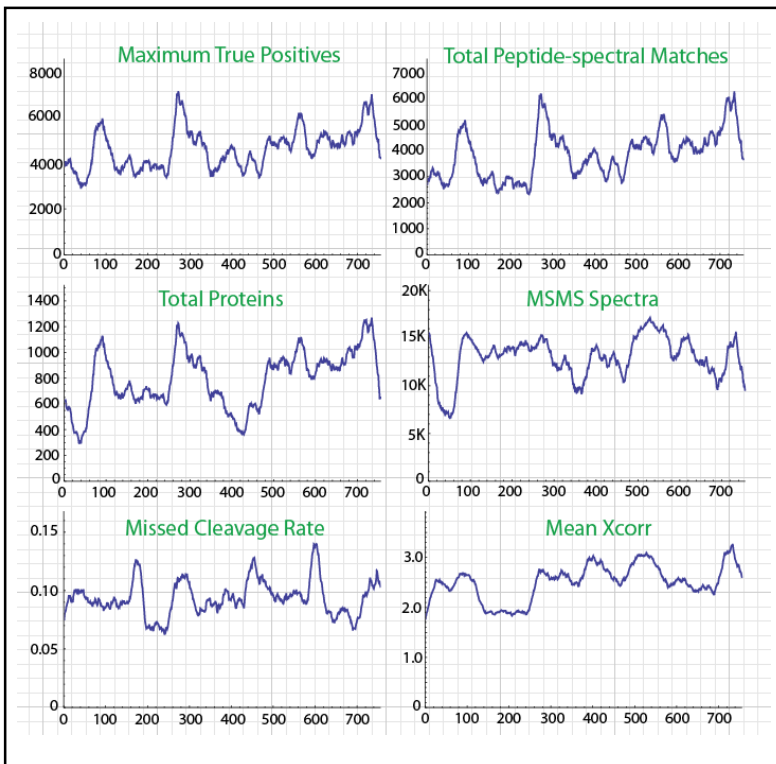 Maximum True Positives
8000
6000
4000
2000
0
0 100 200 300 400 500 600 700
Total Peptide-spectral Matches
7000
6000
5000
4000
3000
2000
1000
0
0 100 200 300 400 500 600 700
Total Proteins
1400
1200
1000
800
600
400
200
0
0 100 200 300 400 500 600 700
MSMS Spectra
20K
15K
10K
5K
0
0 100 200 300 400 500 600 700
Missed Cleavage Rate
0.15
0.10
0.05
0
0 100 200 300 400 500 600 700
Mean Xcorr
3.0
2.0
1.0
0
0 100 200 300 400 500 600 700